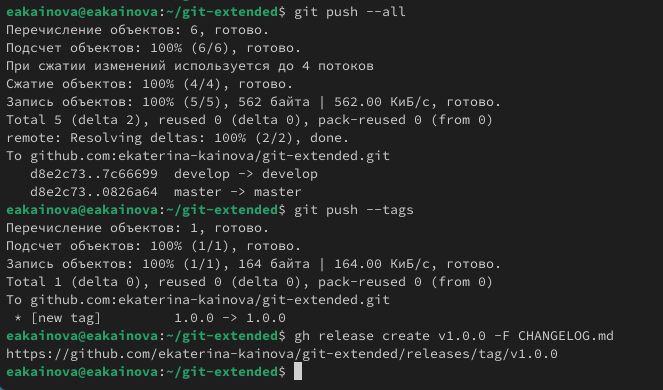 eakainova@eakainova:~/git-extended$ git push --all
Перечисление объектов: 6, готово.
Подсчет объектов: 100% (6/6), готово.
При сжатии изменений используется до 4 потоков
Сжатие объектов: 100% (4/4), готово.
Запись объектов: 100% (5/5), 562 байта | 562.00 КиБ/с, готово.
Total 5 (delta 2), reused 0 (delta 0), pack-reused 0 (from 0)
remote: Resolving deltas: 100% (2/2), done.
To github.com:ekaterina-kainova/git-extended.git
   d8e2c73..7c66699  develop -> develop
   d8e2c73..0826a64  master -> master
eakainova@eakainova:~/git-extended$ git push --tags
Перечисление объектов: 1, готово.
Подсчет объектов: 100% (1/1), готово.
Запись объектов: 100% (1/1), 164 байта | 164.00 КиБ/с, готово.
Total 1 (delta 0), reused 0 (delta 0), pack-reused 0 (from 0)
To github.com:ekaterina-kainova/git-extended.git
 * [new tag]         1.0.0 -> 1.0.0
eakainova@eakainova:~/git-extended$ gh release create v1.0.0 -F CHANGELOG.md
https://github.com/ekaterina-kainova/git-extended/releases/tag/v1.0.0
eakainova@eakainova:~/git-extended$